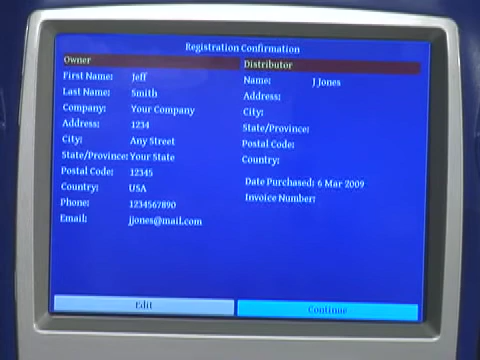 Registration Confirmation
Owner
First Name: Jeff
Last Name: Smith
Company: Your Company
Address: 1234
City: Any Street
State/Province: Your State
Postal Code: 12345
Country: USA
Phone: 1234567890
Email: jjones@mail.com
Distributor
Name: J Jones
Address:
City:
State/Province:
Postal Code:
Country:
Date Purchased: 6 Mar 2009
Invoice Number:
Edit
Continue